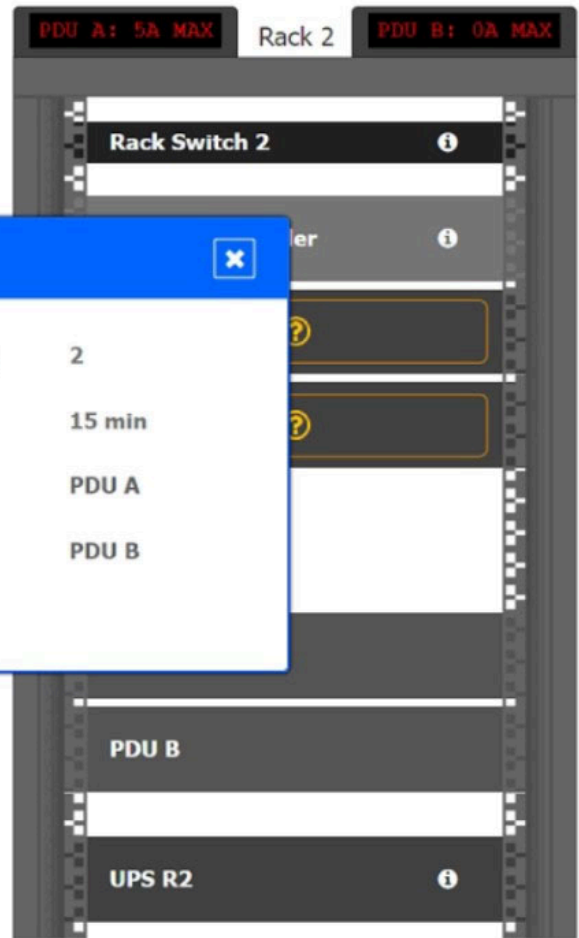 PDU A: 5A MAX
Rack 2
PDU B: 0A MAX
Rack Switch 2
ler
2
15 min
PDU A
PDU B
PDU B
UPS R2